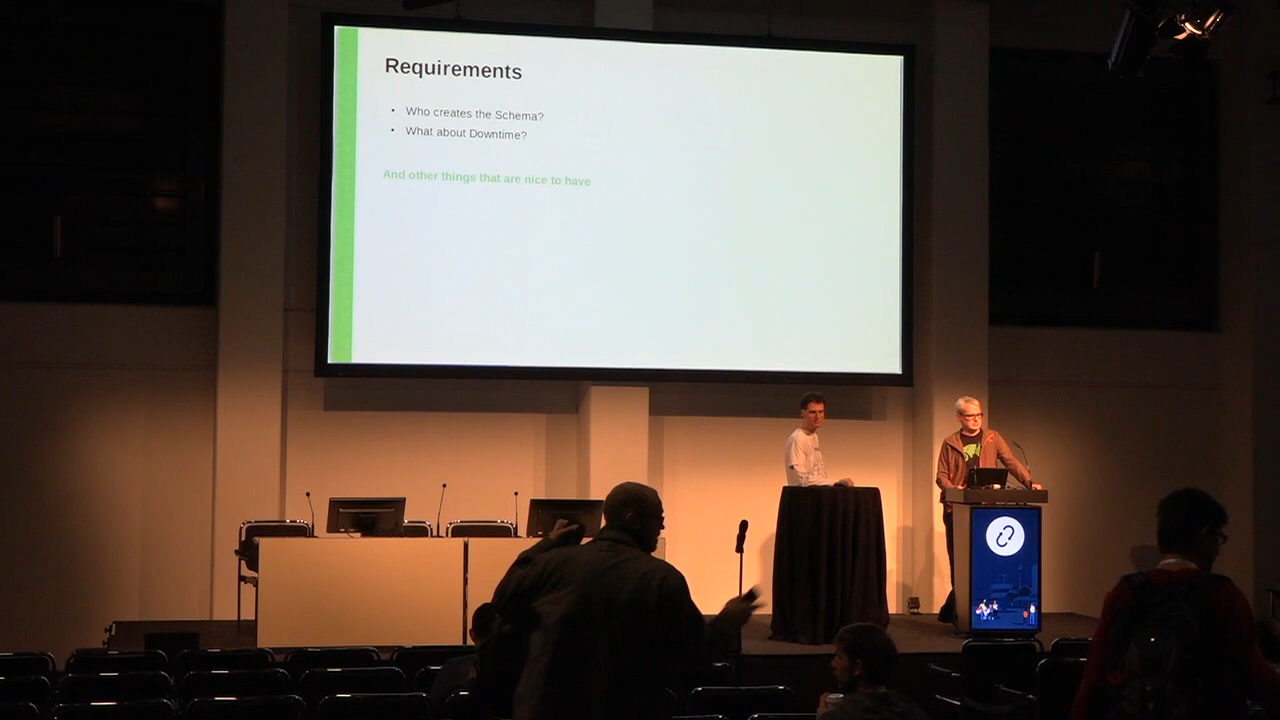 Requirements
• Who creates the Schema?
• What about Downtime?
And other things that are nice to have